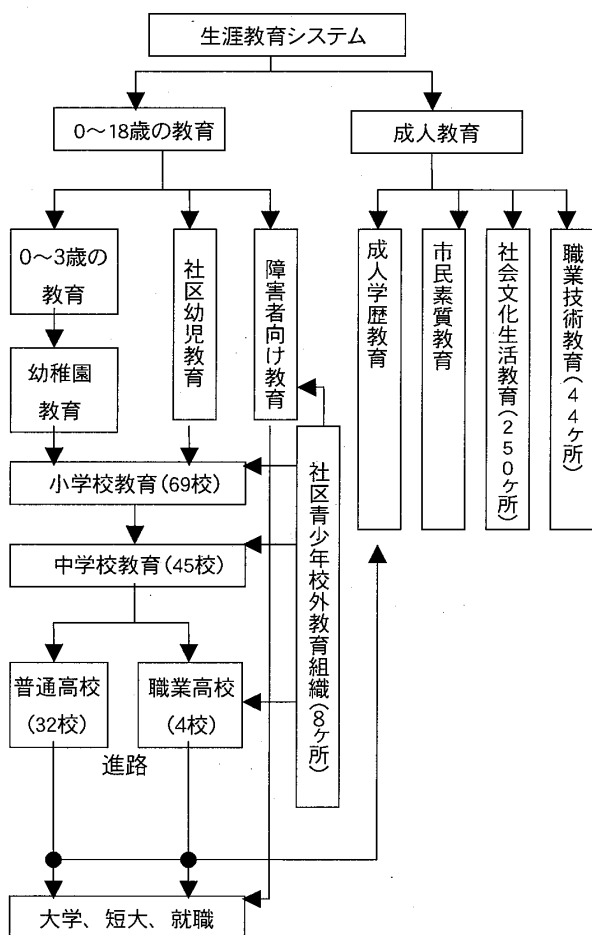 生涯教育システム
0～18歳の教育
成人教育
0～3歳の
教育
社区幼児教育
障害者向け教育
成人学歴教育
市民素質教育
社会文化生活教育(250ヶ所)
職業技術教育(44ヶ所)
幼稚園
教育
小学校教育(69校)
社区青少年校外教育組織(8ヶ所)
中学校教育(45校)
普通高校
(32校)
職業高校
(4校)
進路
大学、短大、就職